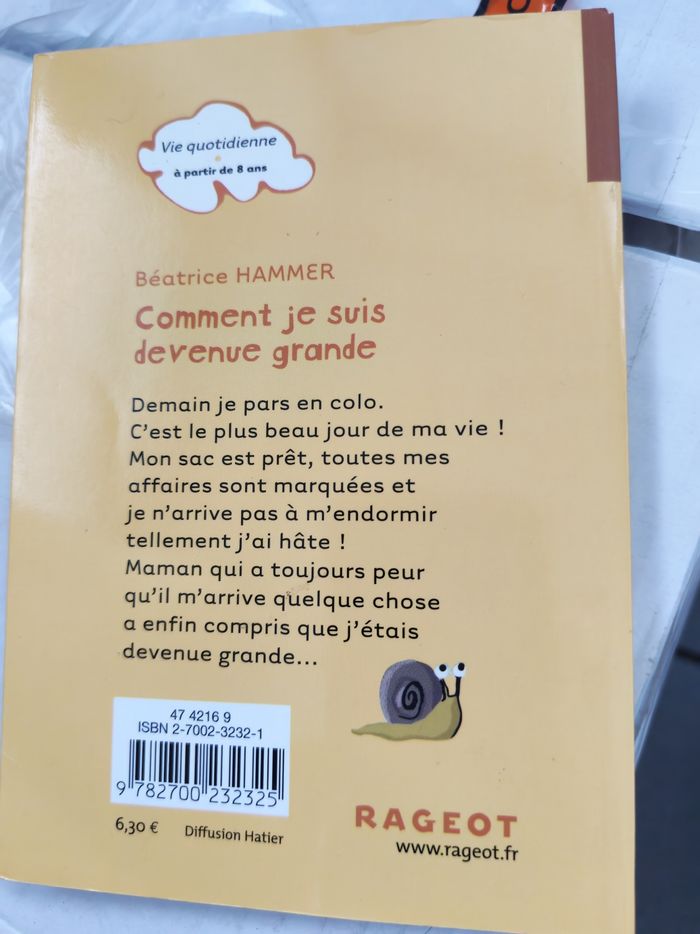 Vie quotidienne
à partir de 8 ans
Béatrice HAMMER
Comment je suis
devenue grande
Demain je pars en colo.
C'est le plus beau jour de ma vie !
Mon sac est prêt, toutes mes
affaires sont marquées et
je n'arrive pas à m'endormir
tellement j'ai hâte !
Maman qui a toujours peur
qu'il m'arrive quelque chose
a enfin compris que j'étais
devenue grande...
47 4216 9
ISBN 2-7002-3232-1
9 782700 232325
6,30 €
Diffusion Hatier
RAGEOT
www.rageot.fr